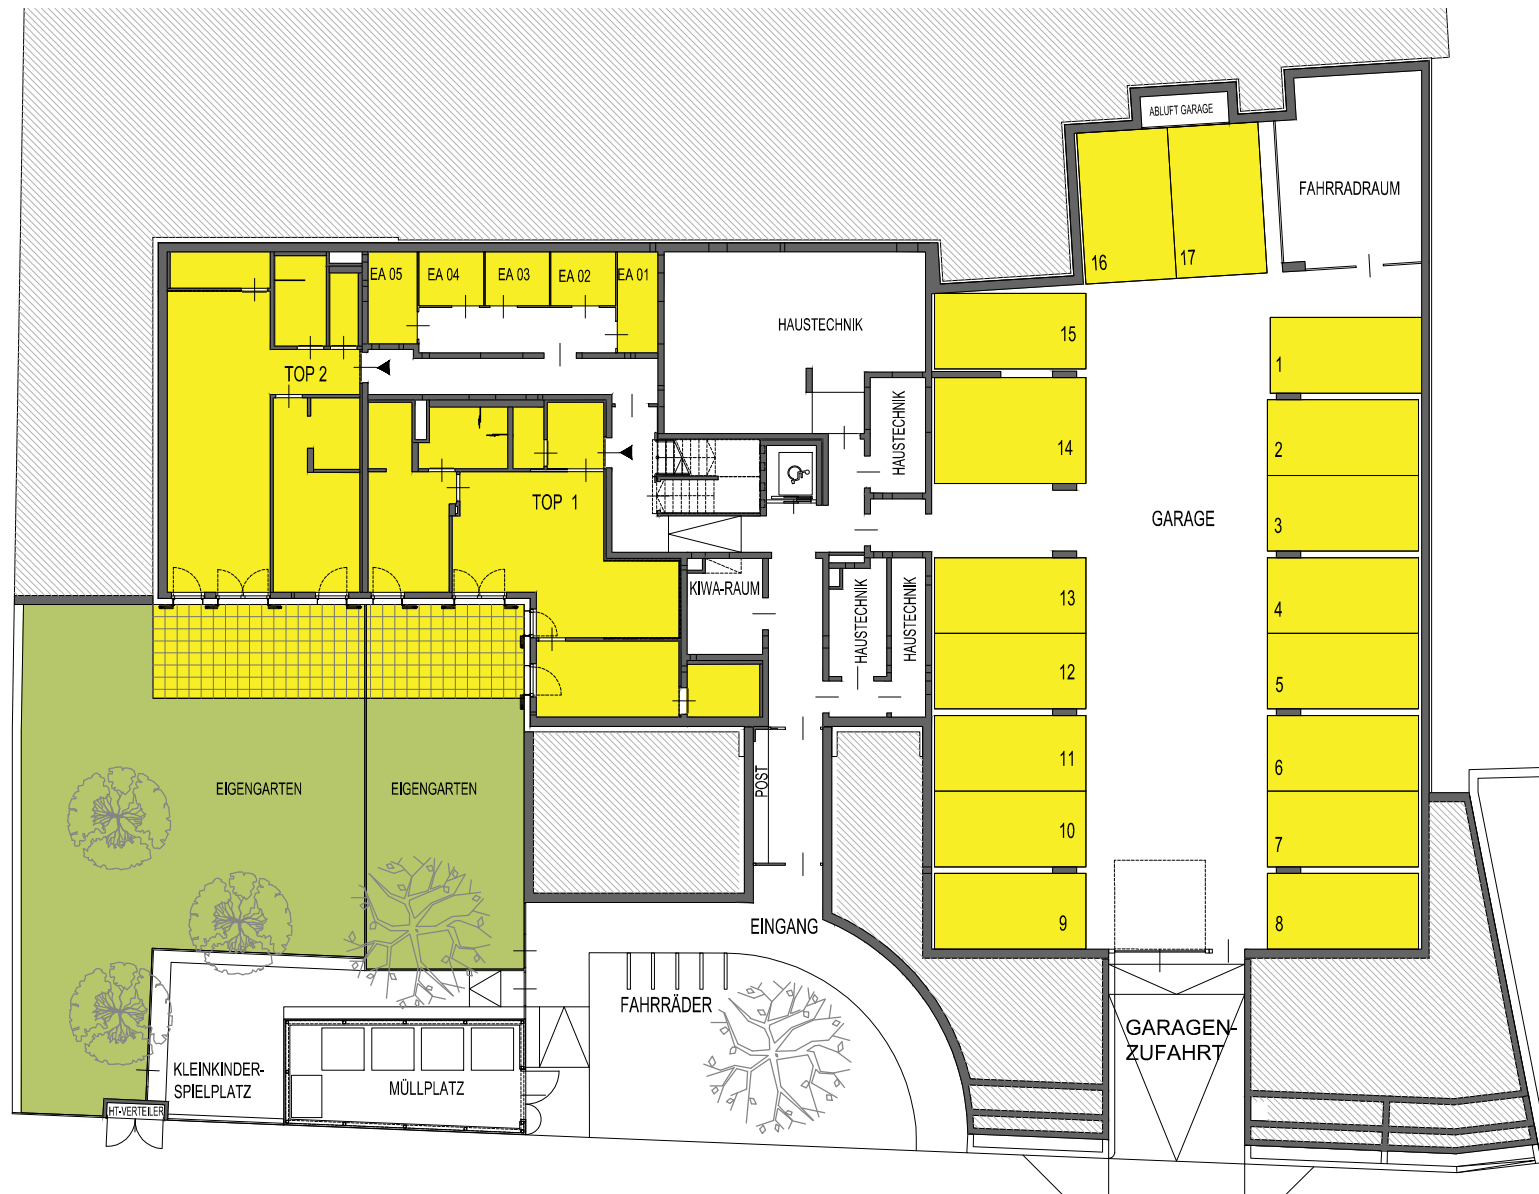 ABLUFT GARAGE
FAHRRADRAUM
16
17
EA 05
EA 04
EA 03
EA 02
EA 01
HAUSTECHNIK
15
1
TOP 2
HAUSTECHNIK
14
2
TOP 1
GARAGE
3
KIWA-RAUM
HAUSTECHNIK
HAUSTECHNIK
13
4
12
5
EIGENGARTEN
EIGENGARTEN
POST
11
6
10
7
EINGANG
9
8
FAHRRÄDER
GARAGEN-
ZUFAHRT
KLEINKINDER-
SPIELPLATZ
MÜLLPLATZ
HT-VERTEILER